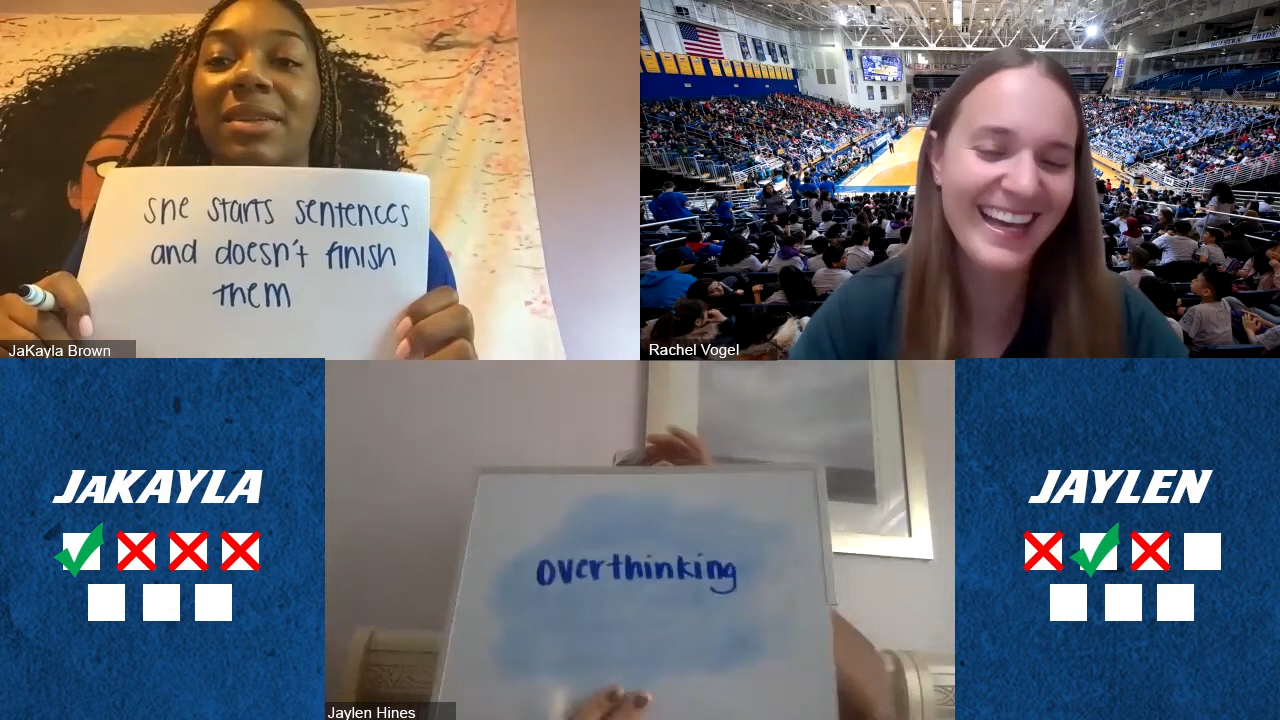 she starts sentences
and doesn't finish
them
JaKayla Brown
Rachel Vogel
JAKAYLA
overthinking
JAYLEN
Jaylen Hines